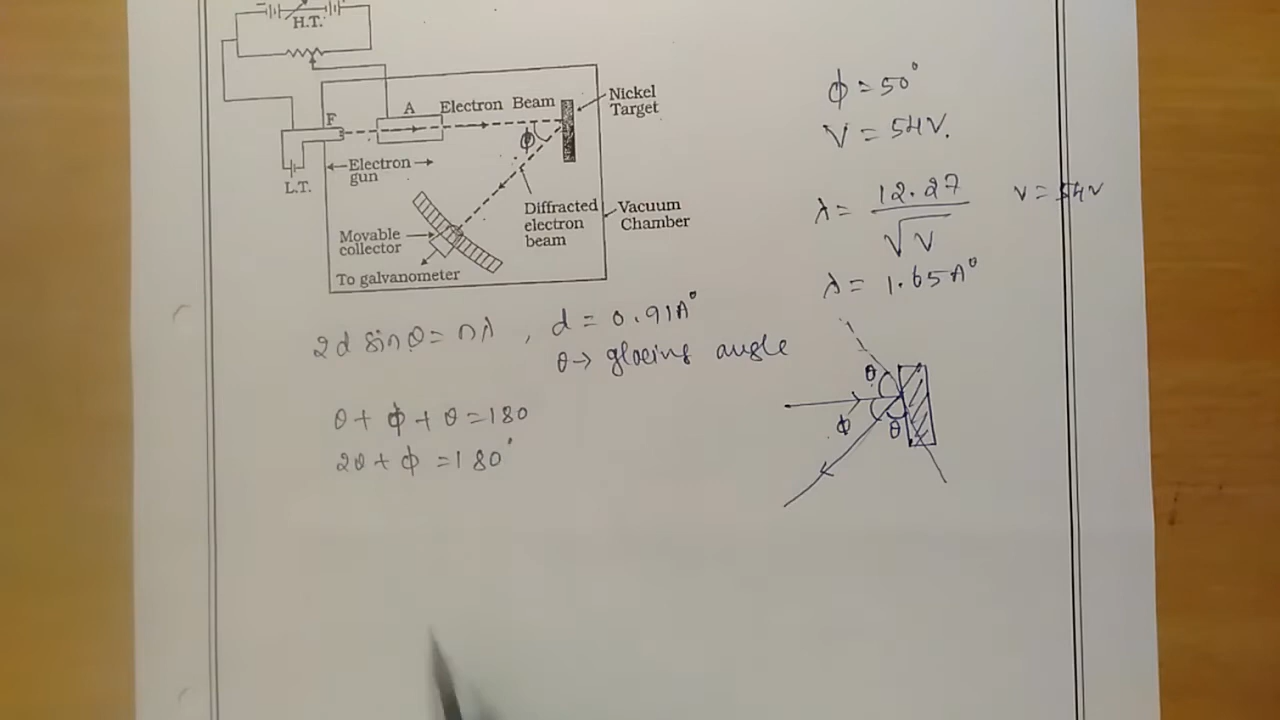 H.T.
F
A
Electron Beam
Nickel
Target
ϕ
Electron
gun
L.T.
Diffracted
electron
beam
Vacuum
Chamber
Movable
collector
To galvanometer
ϕ = 50°
V = 54V.
λ = 12.27 / √V V = 54V
λ = 1.65A°
2d sinθ = nλ , d = 0.91A°
θ → glacing angle
θ + ϕ + θ = 180
2θ + ϕ = 180°
θ
ϕ
θ